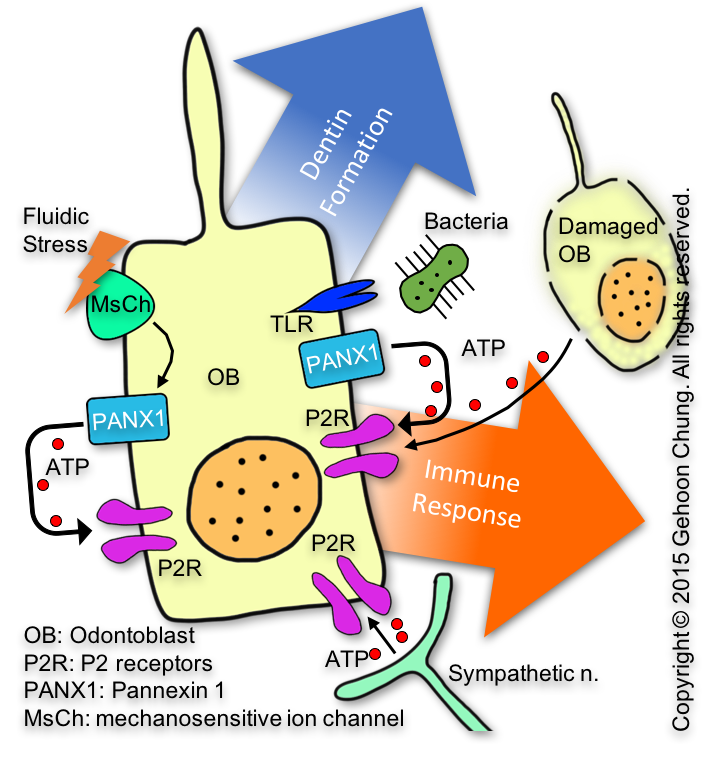 Dentin
Formation
Fluidic
Stress
Bacteria
Damaged
OB
MsCh
TLR
PANX1
ATP
OB
PANX1
P2R
ATP
Immune
Response
P2R
P2R
ATP
Sympathetic n.
OB: Odontoblast
P2R: P2 receptors
PANX1: Pannexin 1
MsCh: mechanosensitive ion channel
Copyright © 2015 Gehoon Chung. All rights reserved.